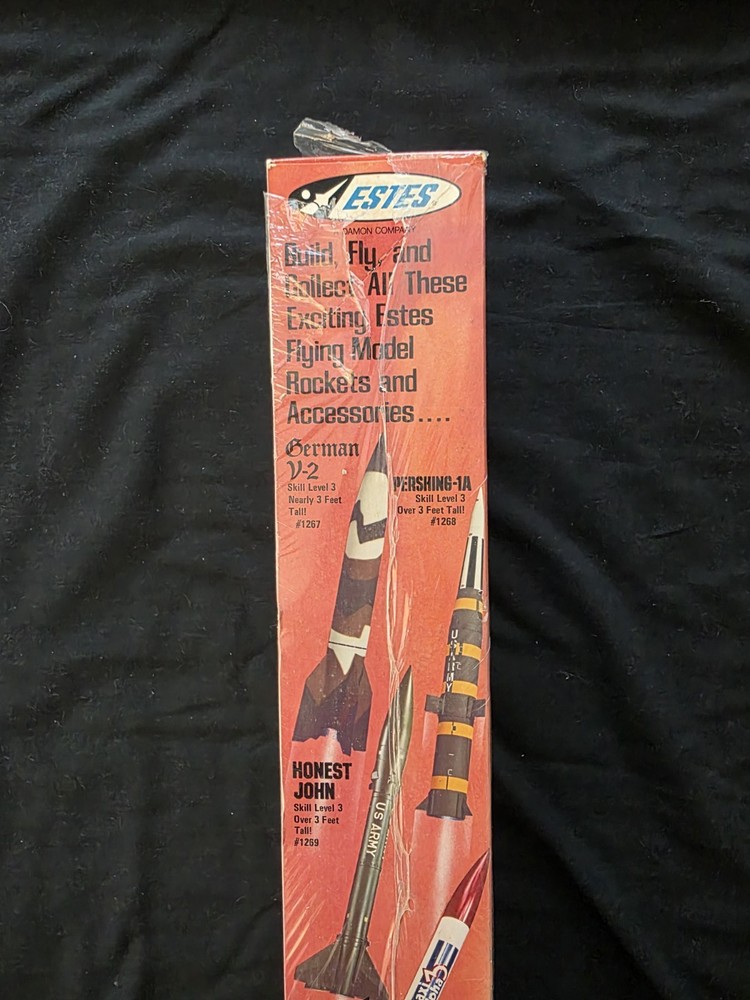 ESTES
DAMON COMPANY
Build, Fly, and
Collect All These
Exciting Estes
Flying Model
Rockets and
Accessories....
German
V-2
Skill Level 3
Nearly 3 Feet
Tall!
#1267
PERSHING-1A
Skill Level 3
Over 3 Feet Tall!
#1268
US ARMY
HONEST
JOHN
Skill Level 3
Over 3 Feet
Tall!
#1269
US ARMY